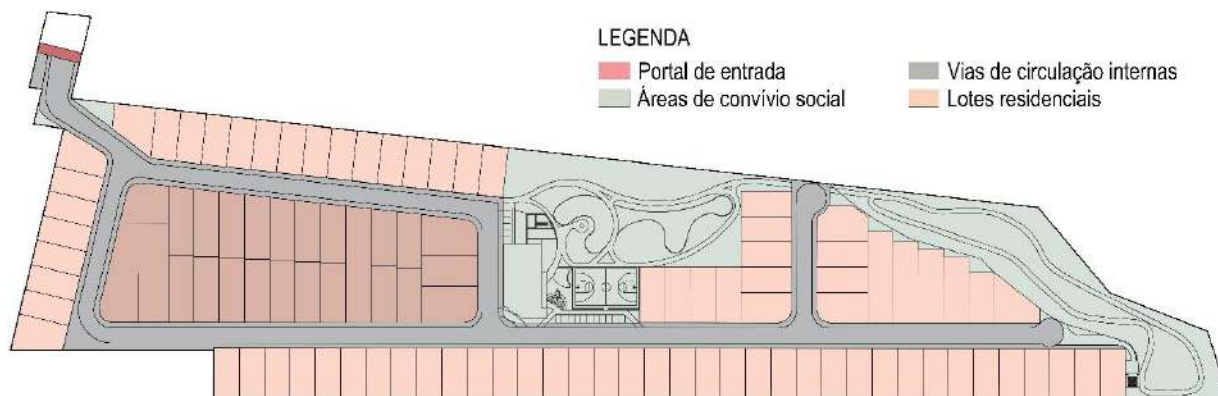 LEGENDA
Portal de entrada
Vias de circulação internas
Áreas de convívio social
Lotes residenciais